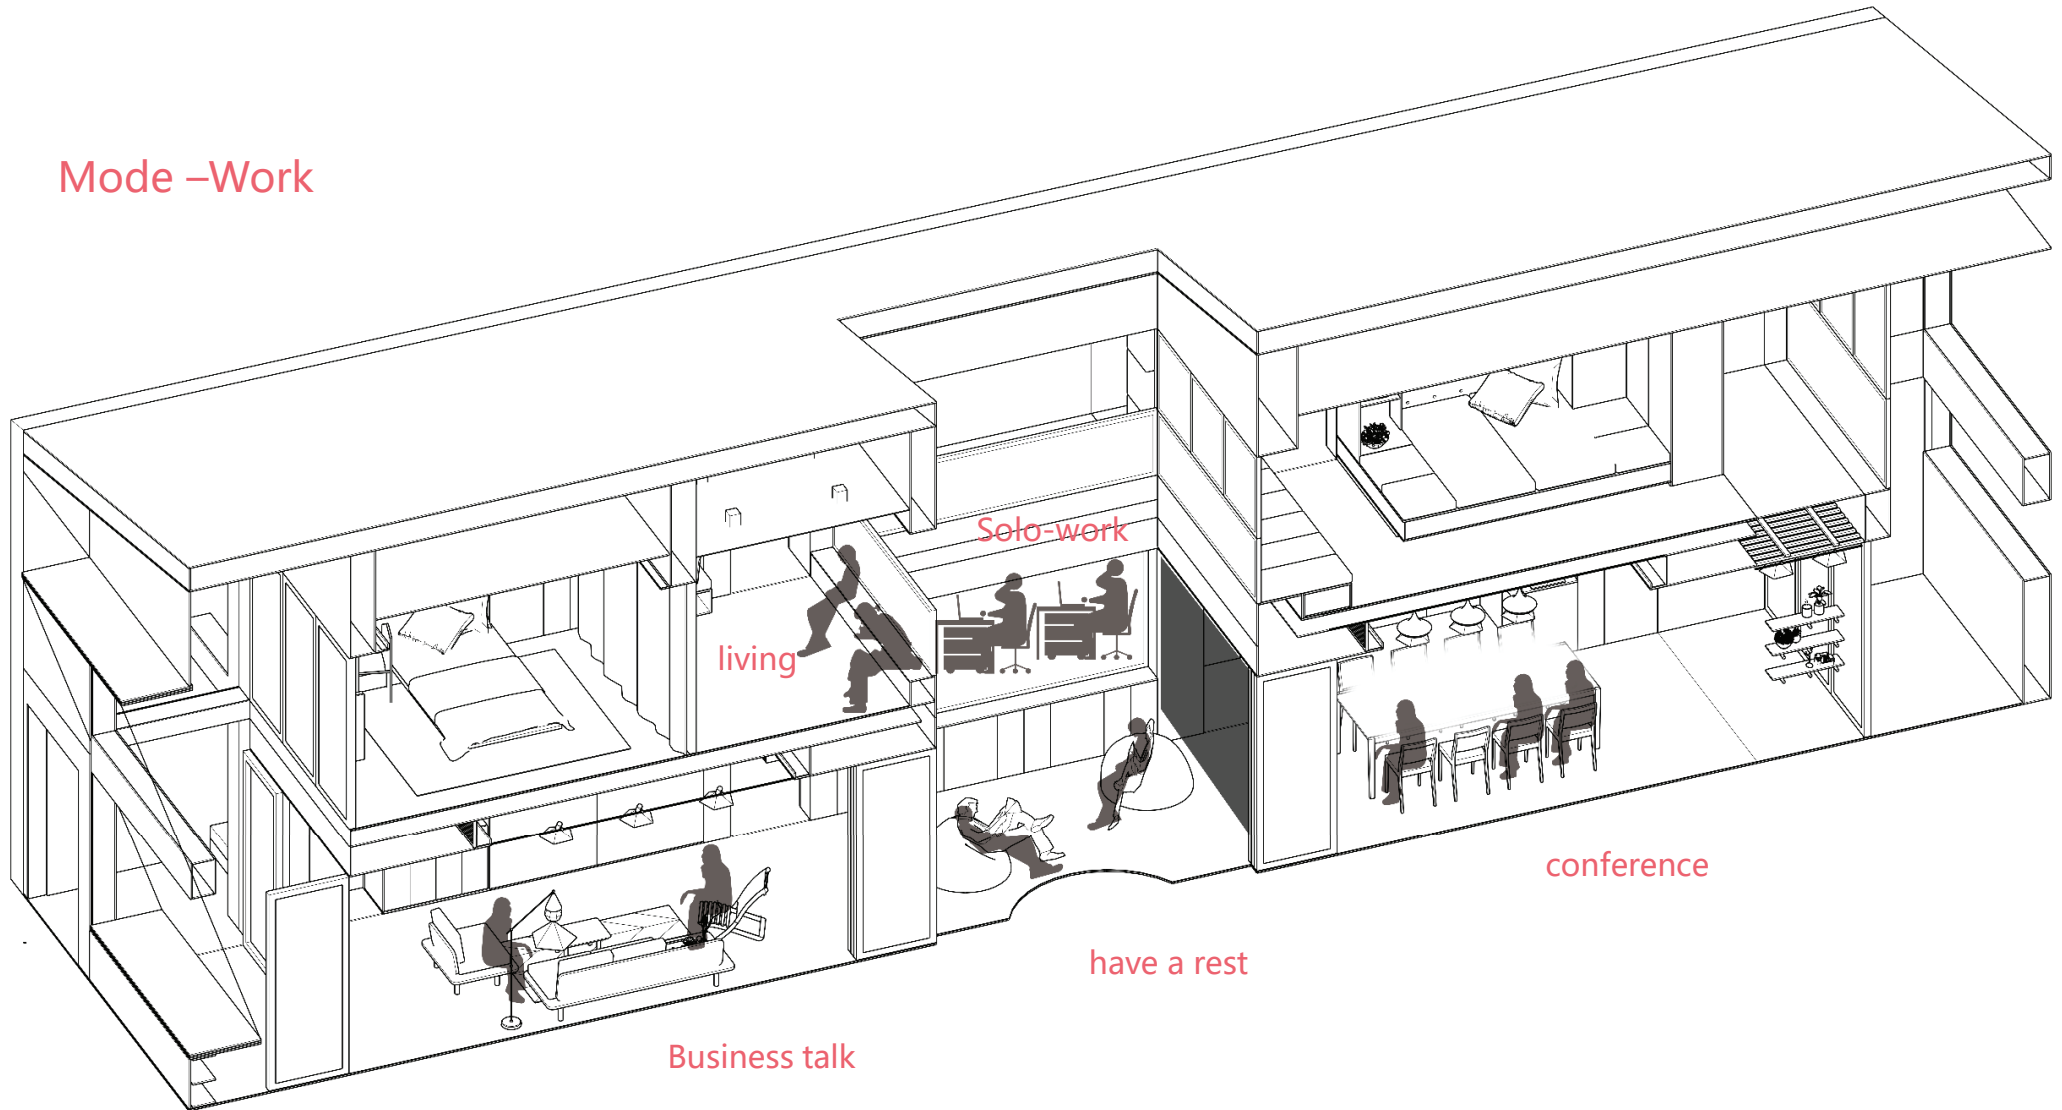 Mode –Work
Solo-work
living
conference
have a rest
Business talk